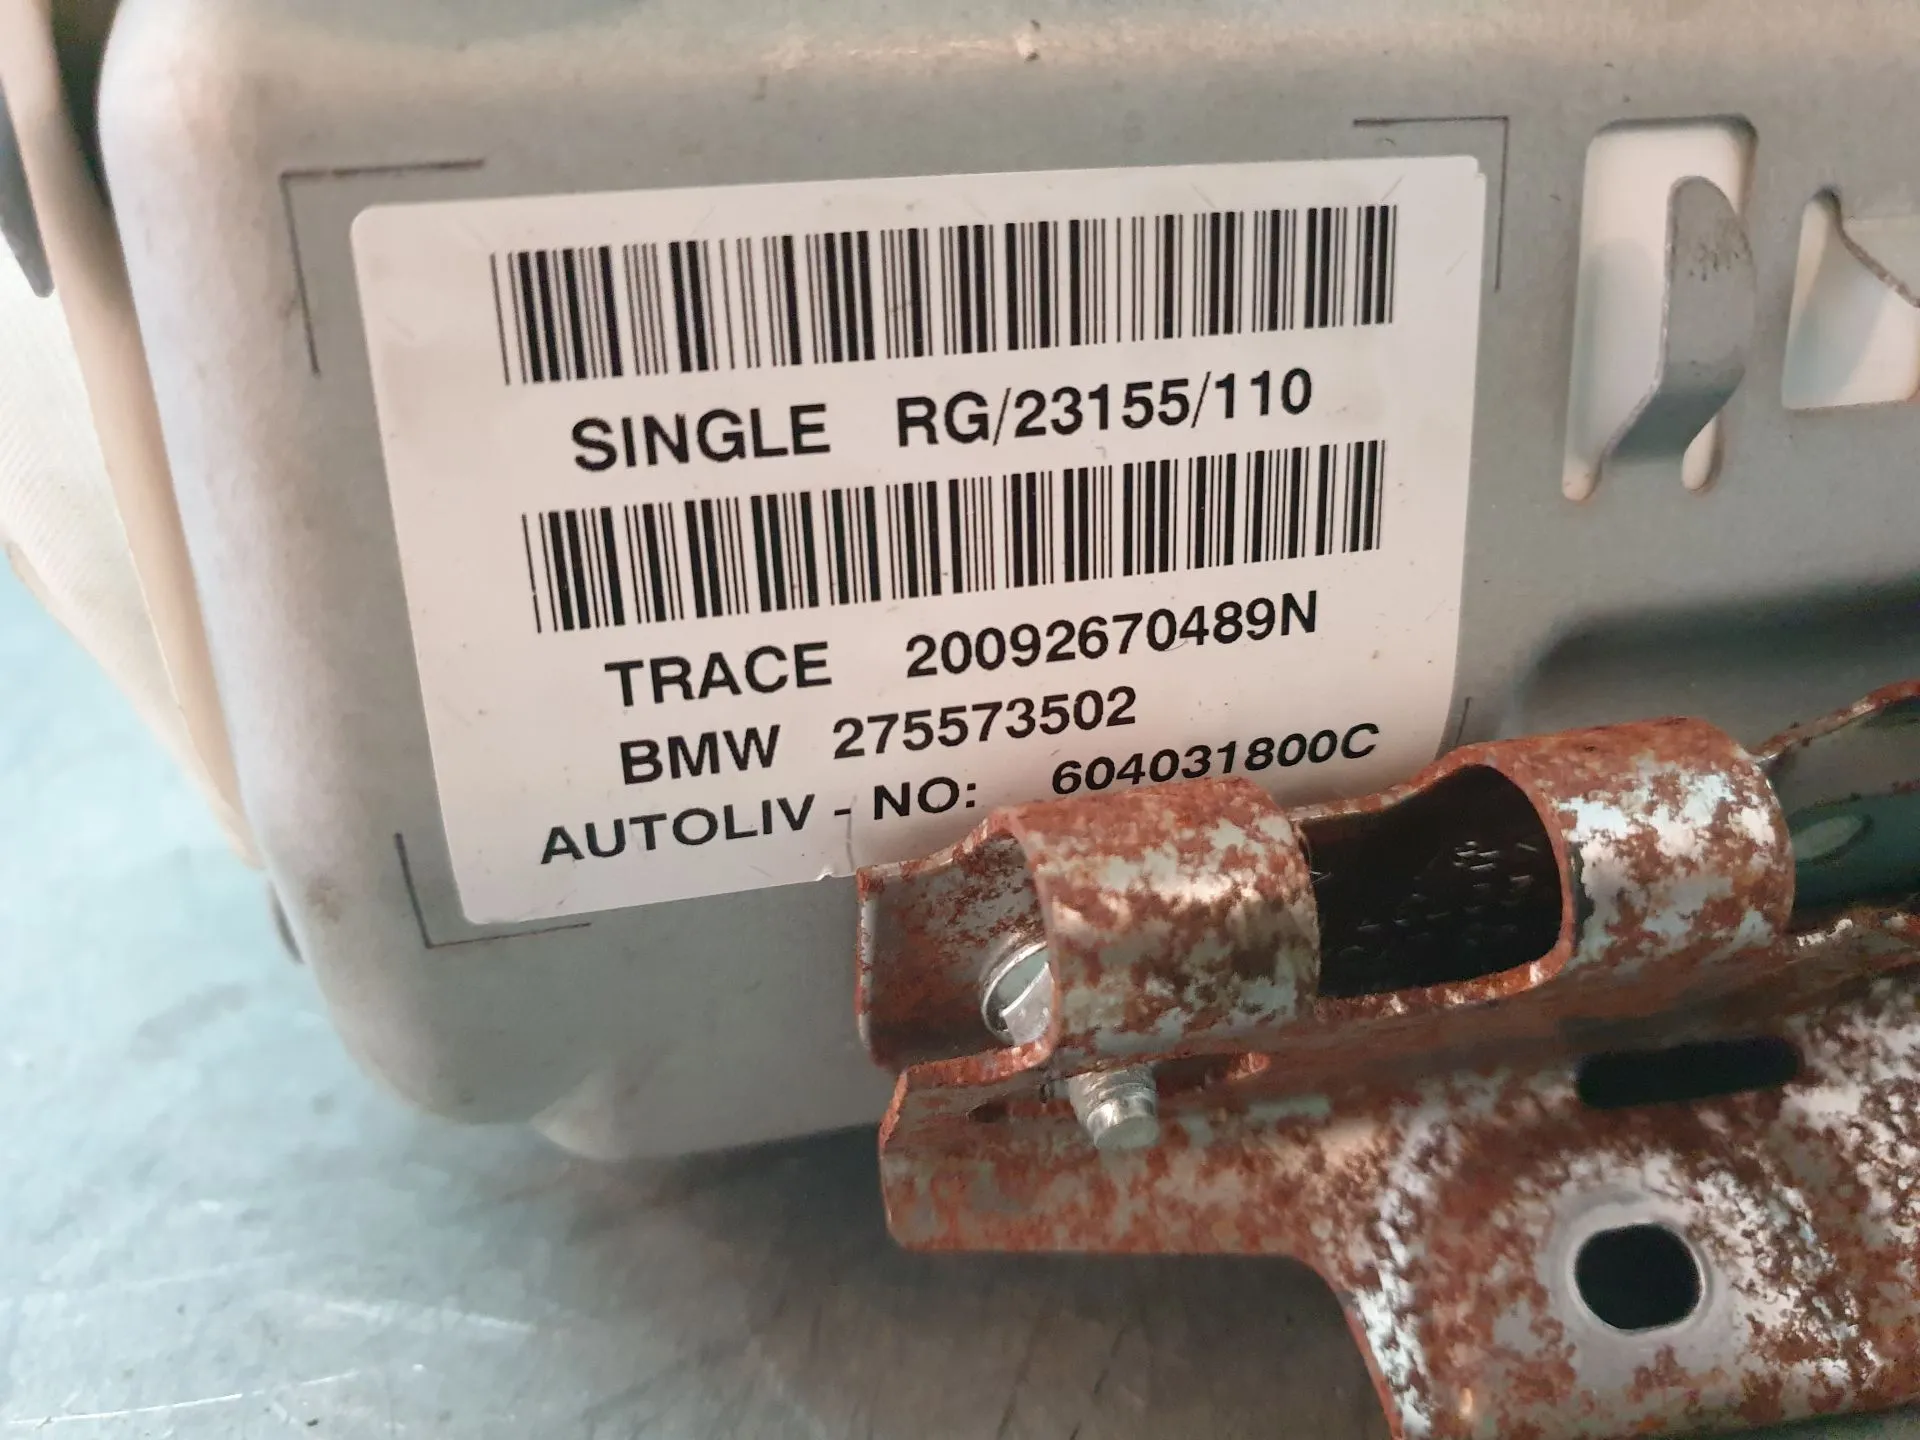 SINGLE RG/23155/110
TRACE 20092670489N
BMW 275573502
AUTOLIV - NO: 604031800C